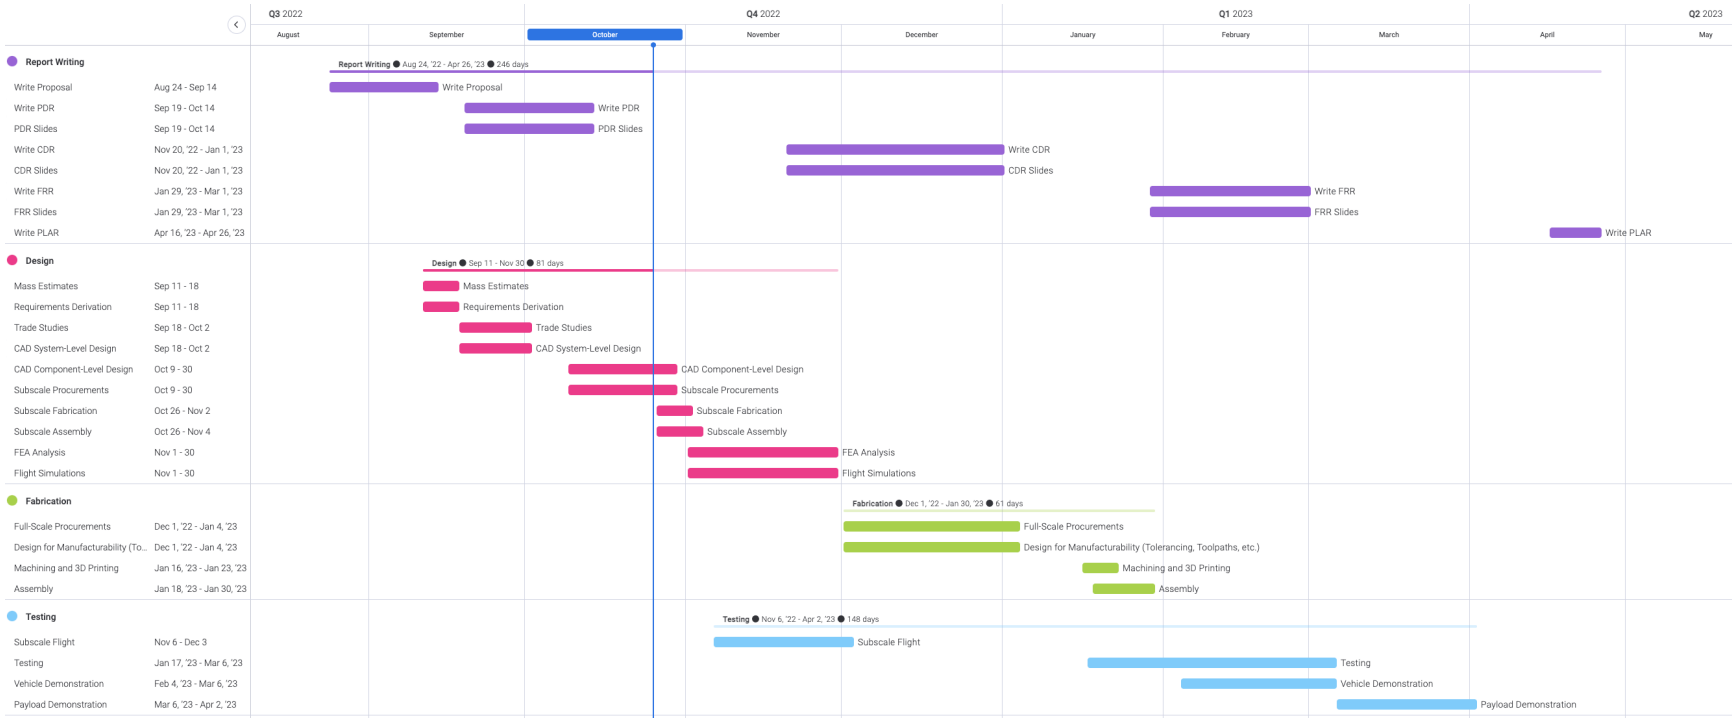 Q3 2022 Q4 2022 Q1 2023 Q2 2023
August September October November December January February March April May
Report Writing
Report Writing ● Aug 24, '22 - Apr 26, '23 ● 246 days
Write Proposal Aug 24 - Sep 14 Write Proposal
Write PDR Sep 19 - Oct 14 Write PDR
PDR Slides Sep 19 - Oct 14 PDR Slides
Write CDR Nov 20, '22 - Jan 1, '23 Write CDR
CDR Slides Nov 20, '22 - Jan 1, '23 CDR Slides
Write FRR Jan 29, '23 - Mar 1, '23 Write FRR
FRR Slides Jan 29, '23 - Mar 1, '23 FRR Slides
Write PLAR Apr 16, '23 - Apr 26, '23 Write PLAR
Design
Design ● Sep 11 - Nov 30 ● 81 days
Mass Estimates Sep 11 - 18 Mass Estimates
Requirements Derivation Sep 11 - 18 Requirements Derivation
Trade Studies Sep 18 - Oct 2 Trade Studies
CAD System-Level Design Sep 18 - Oct 2 CAD System-Level Design
CAD Component-Level Design Oct 9 - 30 CAD Component-Level Design
Subscale Procurements Oct 9 - 30 Subscale Procurements
Subscale Fabrication Oct 26 - Nov 2 Subscale Fabrication
Subscale Assembly Oct 26 - Nov 4 Subscale Assembly
FEA Analysis Nov 1 - 30 FEA Analysis
Flight Simulations Nov 1 - 30 Flight Simulations
Fabrication
Fabrication ● Dec 1, '22 - Jan 30, '23 ● 61 days
Full-Scale Procurements Dec 1, '22 - Jan 4, '23 Full-Scale Procurements
Design for Manufacturability (To... Dec 1, '22 - Jan 4, '23 Design for Manufacturability (Tolerancing, Toolpaths, etc.)
Machining and 3D Printing Jan 16, '23 - Jan 23, '23 Machining and 3D Printing
Assembly Jan 18, '23 - Jan 30, '23 Assembly
Testing
Testing ● Nov 6, '22 - Apr 2, '23 ● 148 days
Subscale Flight Nov 6 - Dec 3 Subscale Flight
Testing Jan 17, '23 - Mar 6, '23 Testing
Vehicle Demonstration Feb 4, '23 - Mar 6, '23 Vehicle Demonstration
Payload Demonstration Mar 6, '23 - Apr 2, '23 Payload Demonstration